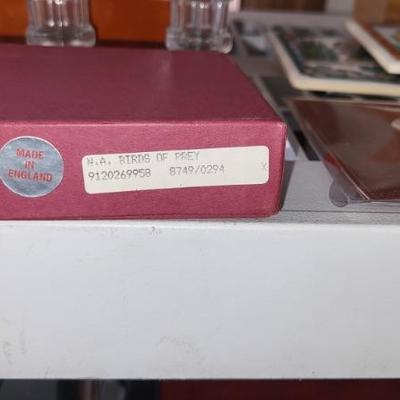 MADE
IN
ENGLAND
N.A. BIRDS OF PREY
9120269958 8749/0294 X